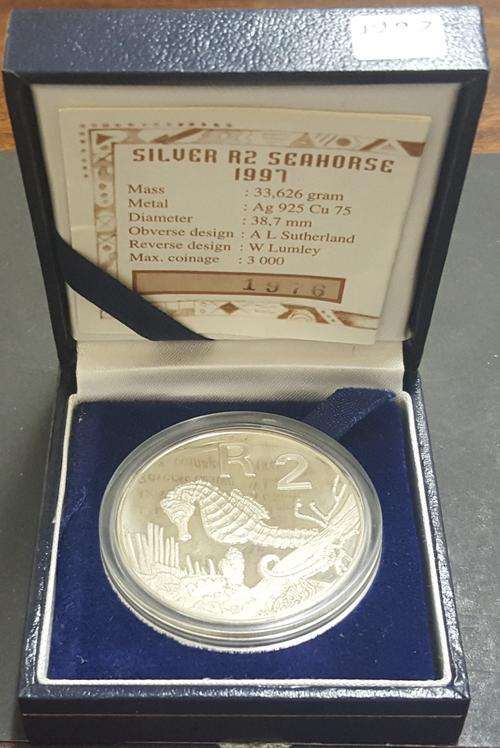 SILVER R2 SEAHORSE
1997
Mass : 33,626 gram
Metal : Ag 925 Cu 75
Diameter : 38,7 mm
Obverse design : A L Sutherland
Reverse design : W Lumley
Max. coinage : 3 000
1976
R 2